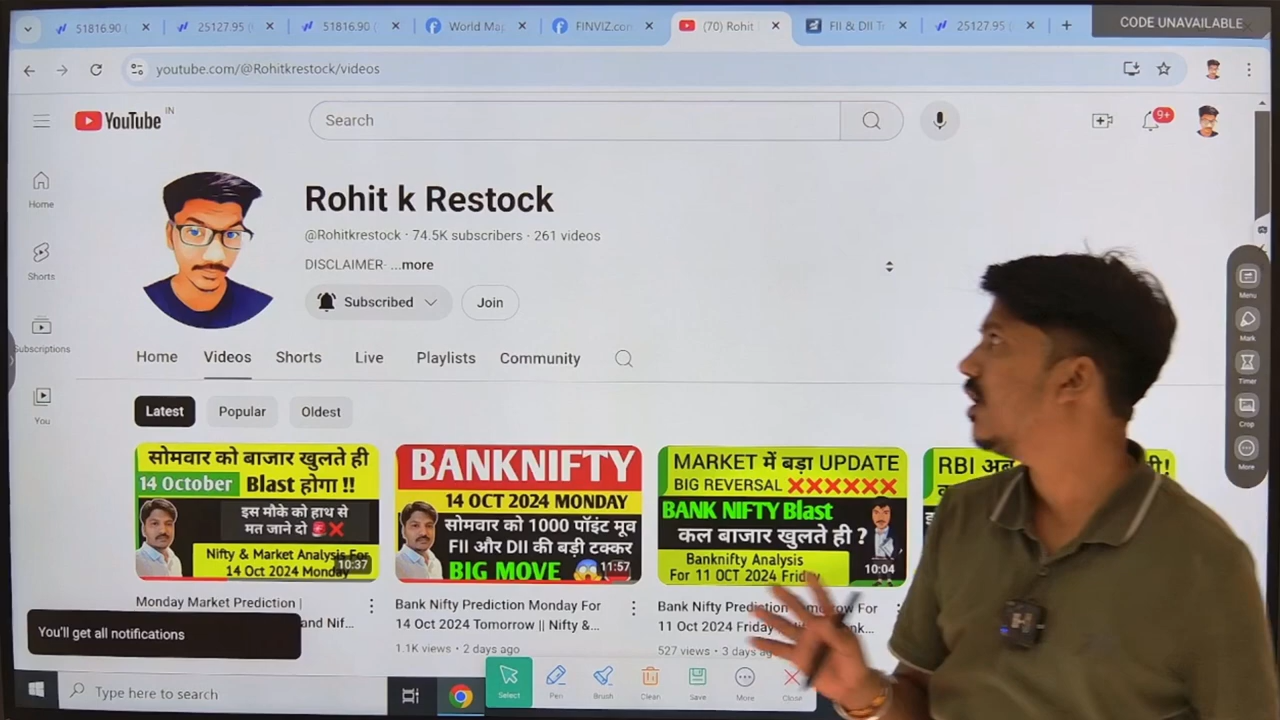 51816.90 (
25127.95 (
51816.90 (
World Ma
FINVIZ.com
(70) Rohit
FII & DII T
25127.95 (
CODE UNAVAILABLE
youtube.com/@Rohitkrestock/videos
YouTube IN
Search
9+
Home
Shorts
Subscriptions
You
Rohit k Restock
@Rohitkrestock · 74.5K subscribers · 261 videos
DISCLAIMER- ...more
Subscribed
Join
Home Videos Shorts Live Playlists Community
Latest Popular Oldest
सोमवार को बाजार खुलते ही
14 October Blast होगा !!
इस मौके को हाथ से
मत जाने दो
Nifty & Market Analysis For
14 Oct 2024 Monday
10:37
BANKNIFTY
14 OCT 2024 MONDAY
सोमवार को 1000 पॉइंट मूव
FII और DII की बड़ी टक्कर
BIG MOVE
11:57
MARKET में बड़ा UPDATE
BIG REVERSAL
BANK NIFTY Blast
कल बाजार खुलते ही ?
Banknifty Analysis
For 11 OCT 2024 Friday
10:04
RBI अब
Monday Market Prediction |
and Nif...
Bank Nifty Prediction Monday For
14 Oct 2024 Tomorrow || Nifty &...
1.1K views · 2 days ago
Bank Nifty Prediction Tomorrow For
11 Oct 2024 Friday
527 views · 3 days ag
You'll get all notifications
Menu
Mark
Timer
Crop
More
Select
Pen
Brush
Clean
Save
More
Close
Type here to search
H